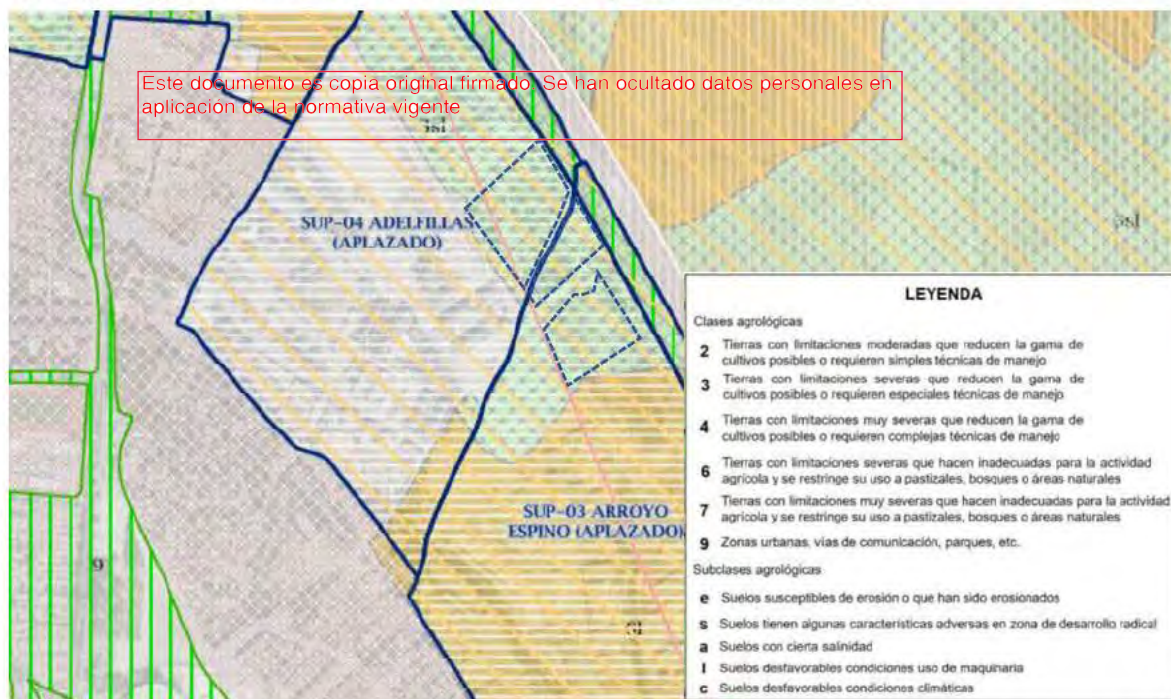 Este documento es copia original firmado. Se han ocultado datos personales en
aplicación de la normativa vigente
SUP-04 ADELFILLAS
(APLAZADO)
SUP-03 ARROYO
ESPINO (APLAZADO)
9
LEYENDA
Clases agrológicas
2 Tierras con limitaciones moderadas que reducen la gama de
cultivos posibles o requieren simples técnicas de manejo
3 Tierras con limitaciones severas que reducen la gama de
cultivos posibles o requieren especiales técnicas de manejo
4 Tierras con limitaciones muy severas que reducen la gama de
cultivos posibles o requieren complejas técnicas de manejo
6 Tierras con limitaciones severas que hacen inadecuadas para la actividad
agrícola y se restringe su uso a pastizales, bosques o áreas naturales
7 Tierras con limitaciones muy severas que hacen inadecuadas para la actividad
agrícola y se restringe su uso a pastizales, bosques o áreas naturales
9 Zonas urbanas, vías de comunicación, parques, etc.
Subclases agrológicas
e Suelos susceptibles de erosión o que han sido erosionados
s Suelos tienen algunas características adversas en zona de desarrollo radical
a Suelos con cierta salinidad
l Suelos desfavorables condiciones uso de maquinaria
c Suelos desfavorables condiciones climáticas